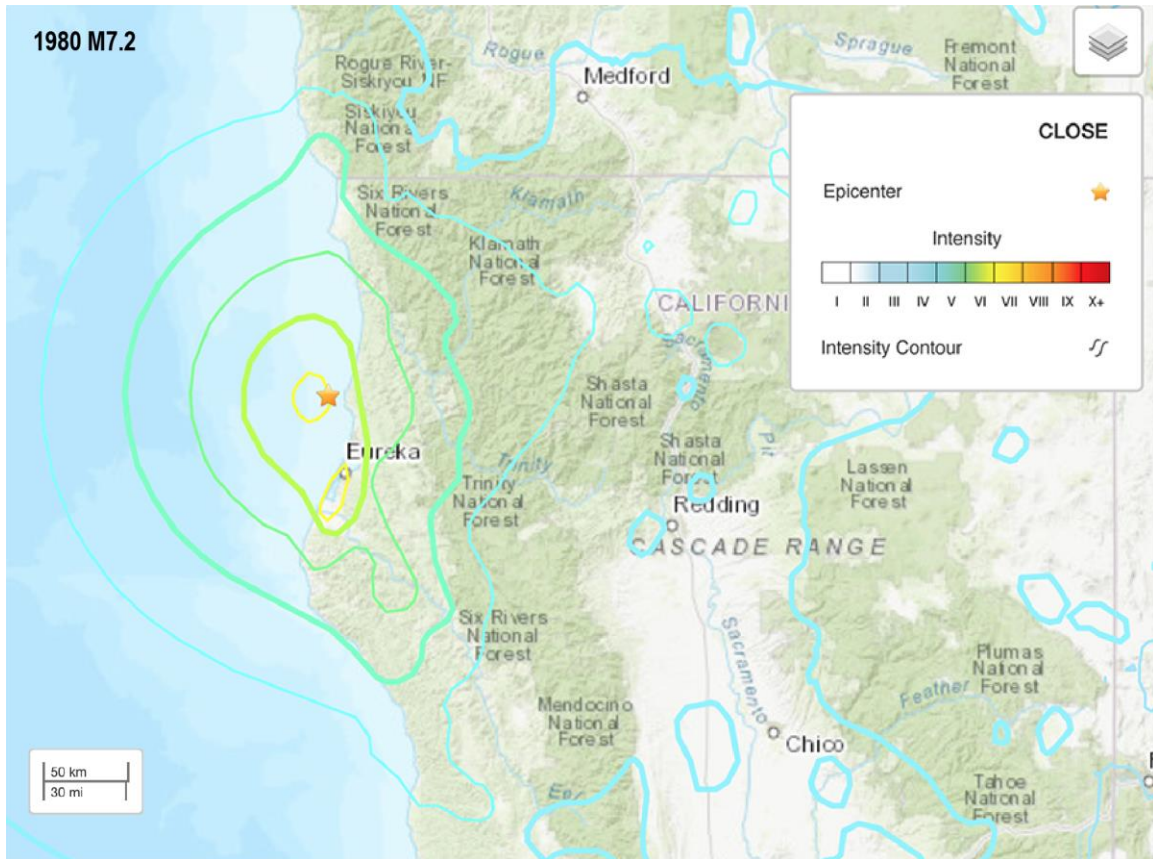 1980 M7.2
Rogue
Sprague
Fremont
National
Forest
Rogue River-
Siskiyou NF
Medford
Siskiyou
National
Forest
CLOSE
Epicenter
Intensity
I II III IV V VI VII VIII IX X+
Intensity Contour
Six Rivers
National
Forest
Klamath
Klamath
National
Forest
CALIFORNI
Sacramento
Shasta
National
Forest
Eureka
Trinity
Shasta
National
Forest
Pit
Lassen
National
Forest
Trinity
National
Forest
Redding
CASCADE RANGE
Six Rivers
National
Forest
Sacramento
Plumas
National
Forest
Feather
Mendocino
National
Forest
Chico
50 km
30 mi
Tahoe
National
Forest